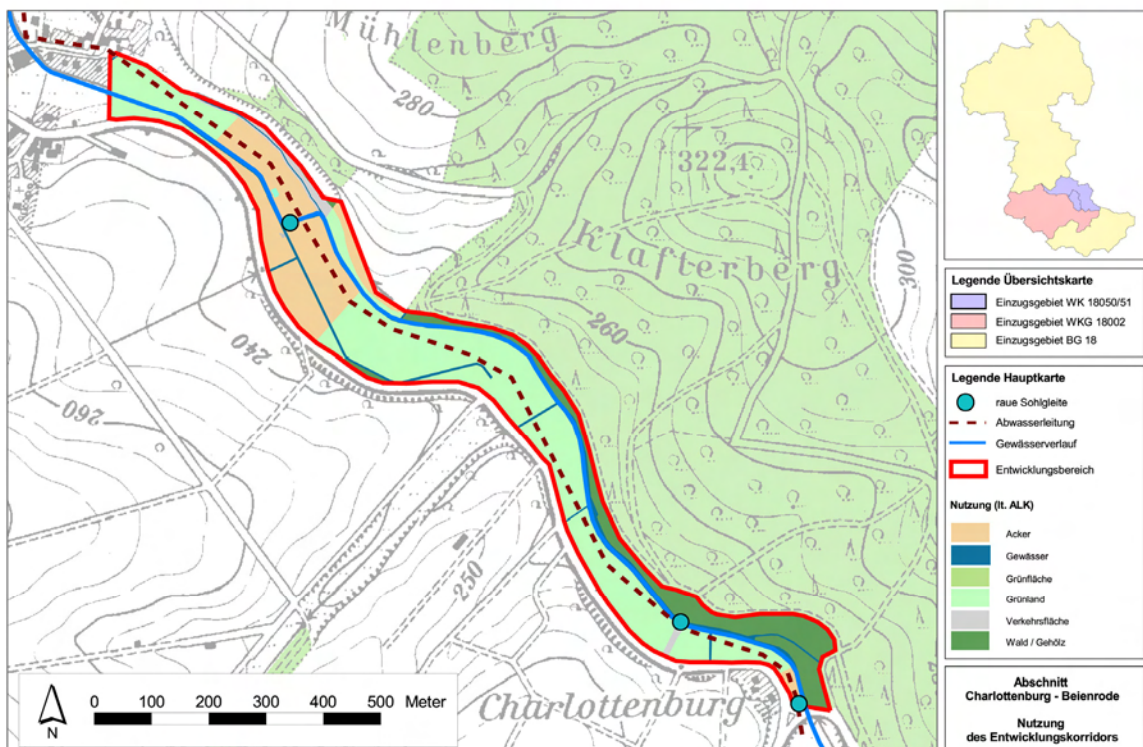 Mühlenberg
280
322,1
Klafterberg
300
260
240
260
250
Charlottenburg
N
0 100 200 300 400 500 Meter
Legende Übersichtskarte
Einzugsgebiet WK 18050/51
Einzugsgebiet WKG 18002
Einzugsgebiet BG 18
Legende Hauptkarte
raue Sohlgleite
Abwasserleitung
Gewässerverlauf
Entwicklungsbereich
Nutzung (lt. ALK)
Acker
Gewässer
Grünfläche
Grünland
Verkehrsfläche
Wald / Gehölz
Abschnitt
Charlottenburg - Beienrode
Nutzung
des Entwicklungskorridors